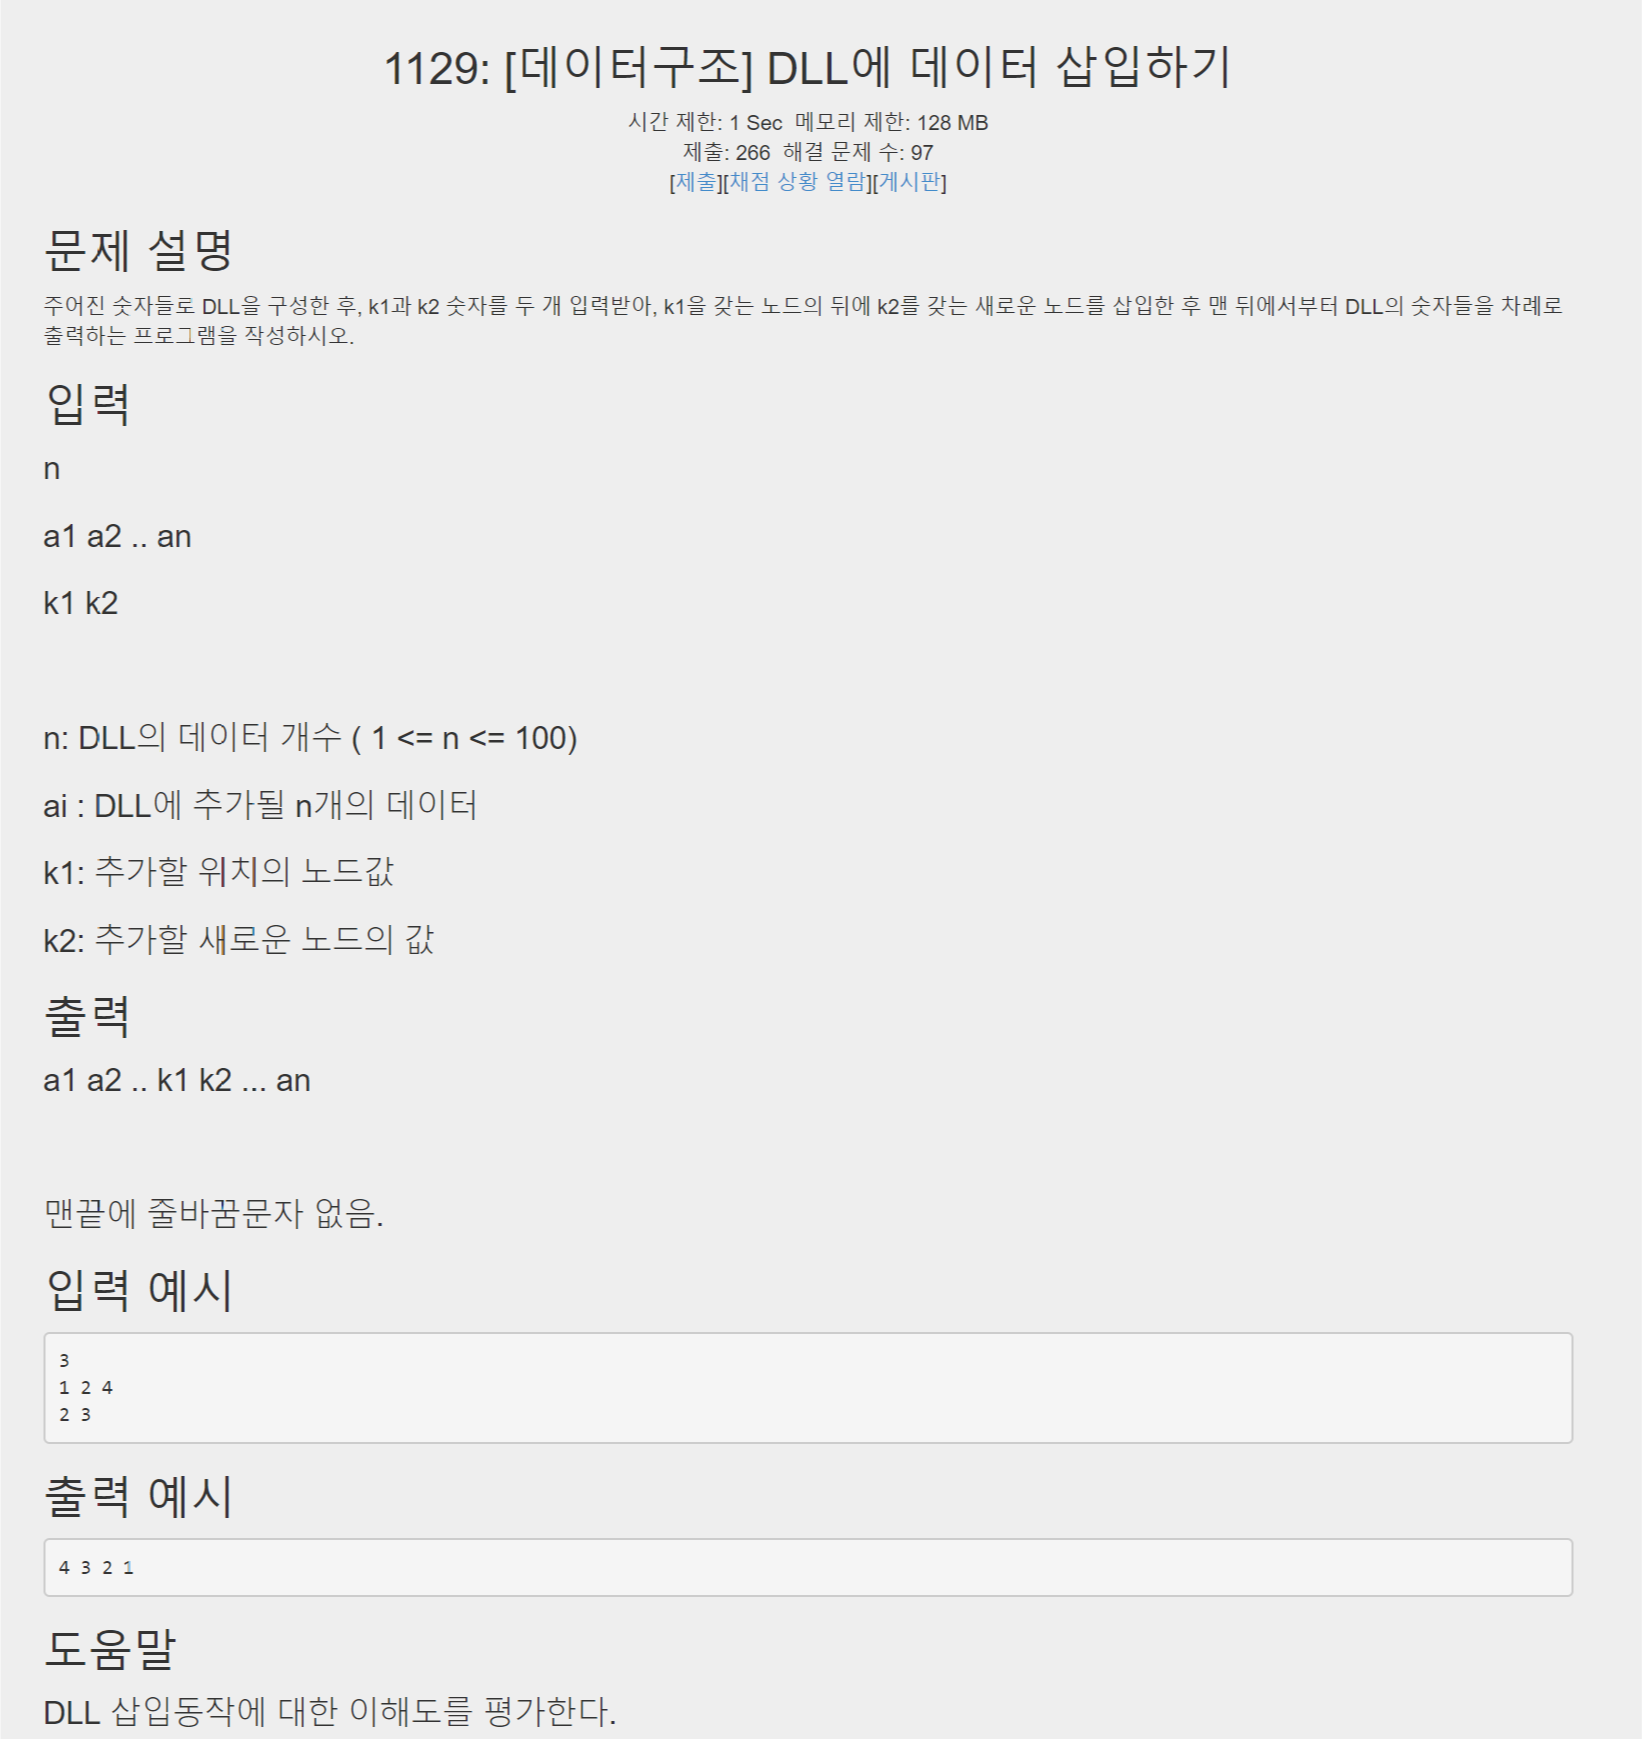 1129: [데이터구조] DLL에 데이터 삽입하기
시간 제한: 1 Sec 메모리 제한: 128 MB
제출: 266 해결 문제 수: 97
[제출][채점 상황 열람][게시판]
문제 설명
주어진 숫자들로 DLL을 구성한 후, k1과 k2 숫자를 두 개 입력받아, k1을 갖는 노드의 뒤에 k2를 갖는 새로운 노드를 삽입한 후 맨 뒤에서부터 DLL의 숫자들을 차례로
출력하는 프로그램을 작성하시오.
입력
n
a1 a2 .. an
k1 k2
n: DLL의 데이터 개수 ( 1 <= n <= 100)
ai : DLL에 추가될 n개의 데이터
k1: 추가할 위치의 노드값
k2: 추가할 새로운 노드의 값
출력
a1 a2 .. k1 k2 ... an
맨끝에 줄바꿈문자 없음.
입력 예시
3
1 2 4
2 3
출력 예시
4 3 2 1
도움말
DLL 삽입동작에 대한 이해도를 평가한다.